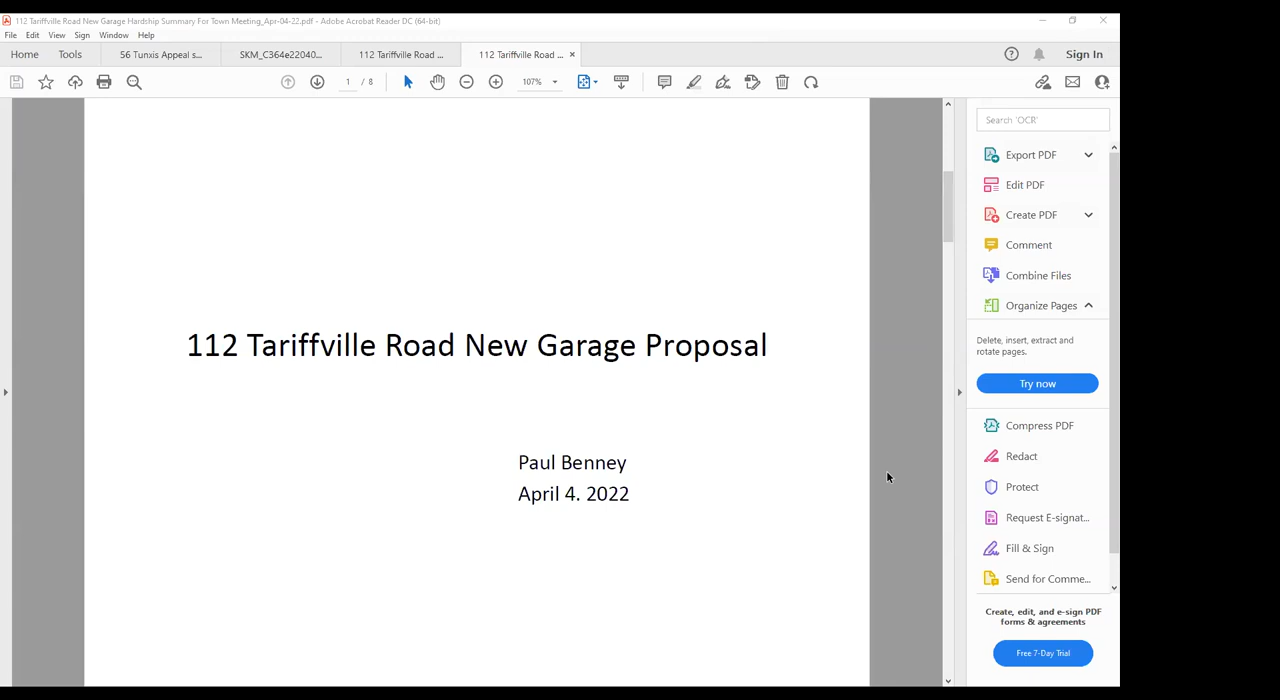 112 Tariffville Road New Garage Hardship Summary For Town Meeting_Apr-04-22.pdf - Adobe Acrobat Reader DC (64-bit)
File Edit View Sign Window Help
Home Tools 56 Tunxis Appeal s... SKM_C364e22040... 112 Tariffville Road ... 112 Tariffville Road ... × Sign In
1 / 8 107%
Search 'OCR'
Export PDF
Edit PDF
Create PDF
Comment
Combine Files
Organize Pages
Delete, insert, extract and
rotate pages.
Try now
Compress PDF
Redact
Protect
Request E-signat...
Fill & Sign
Send for Comme...
Create, edit, and e-sign PDF
forms & agreements
Free 7-Day Trial
112 Tariffville Road New Garage Proposal
Paul Benney
April 4. 2022